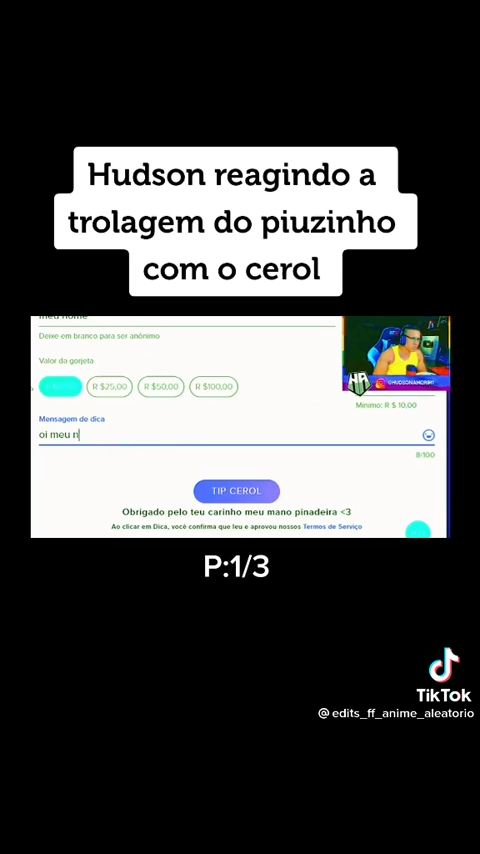 Hudson reagindo a
trolagem do piuzinho
com o cerol
meu nome
Deixe em branco para ser anônimo
Valor da gorjeta
R $25,00 R $50,00 R $100,00
Mínimo: R $ 10,00
Mensagem de dica
oi meu n
8/100
TIP CEROL
Obrigado pelo teu carinho meu mano pinadeira <3
Ao clicar em Dica, você confirma que leu e aprovou nossos Termos de Serviço
P:1/3
TikTok
@edits_ff_anime_aleatorio